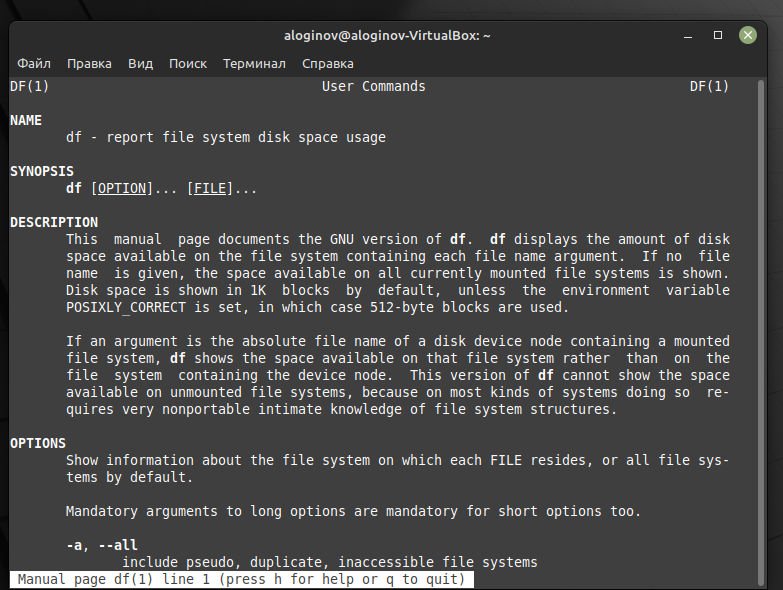 aloginov@aloginov-VirtualBox: ~
Файл Правка Вид Поиск Терминал Справка
DF(1) User Commands DF(1)
NAME
df - report file system disk space usage
SYNOPSIS
df [OPTION]... [FILE]...
DESCRIPTION
This manual page documents the GNU version of df. df displays the amount of disk
space available on the file system containing each file name argument. If no file
name is given, the space available on all currently mounted file systems is shown.
Disk space is shown in 1K blocks by default, unless the environment variable
POSIXLY_CORRECT is set, in which case 512-byte blocks are used.
If an argument is the absolute file name of a disk device node containing a mounted
file system, df shows the space available on that file system rather than on the
file system containing the device node. This version of df cannot show the space
available on unmounted file systems, because on most kinds of systems doing so re-
quires very nonportable intimate knowledge of file system structures.
OPTIONS
Show information about the file system on which each FILE resides, or all file sys-
tems by default.
Mandatory arguments to long options are mandatory for short options too.
-a, --all
include pseudo, duplicate, inaccessible file systems
Manual page df(1) line 1 (press h for help or q to quit)